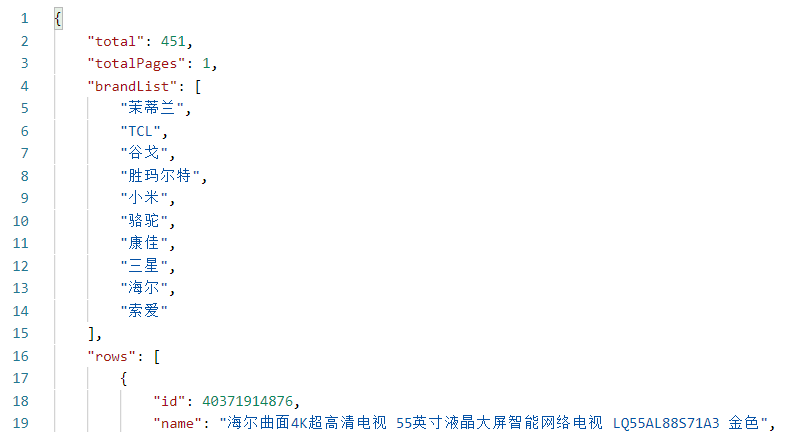 1 {
2 "total": 451,
3 "totalPages": 1,
4 "brandList": [
5 "茉蒂兰",
6 "TCL",
7 "谷戈",
8 "胜玛尔特",
9 "小米",
10 "骆驼",
11 "康佳",
12 "三星",
13 "海尔",
14 "索爱"
15 ],
16 "rows": [
17 {
18 "id": 40371914876,
19 "name": "海尔曲面4K超高清电视 55英寸液晶大屏智能网络电视 LQ55AL88S71A3 金色",